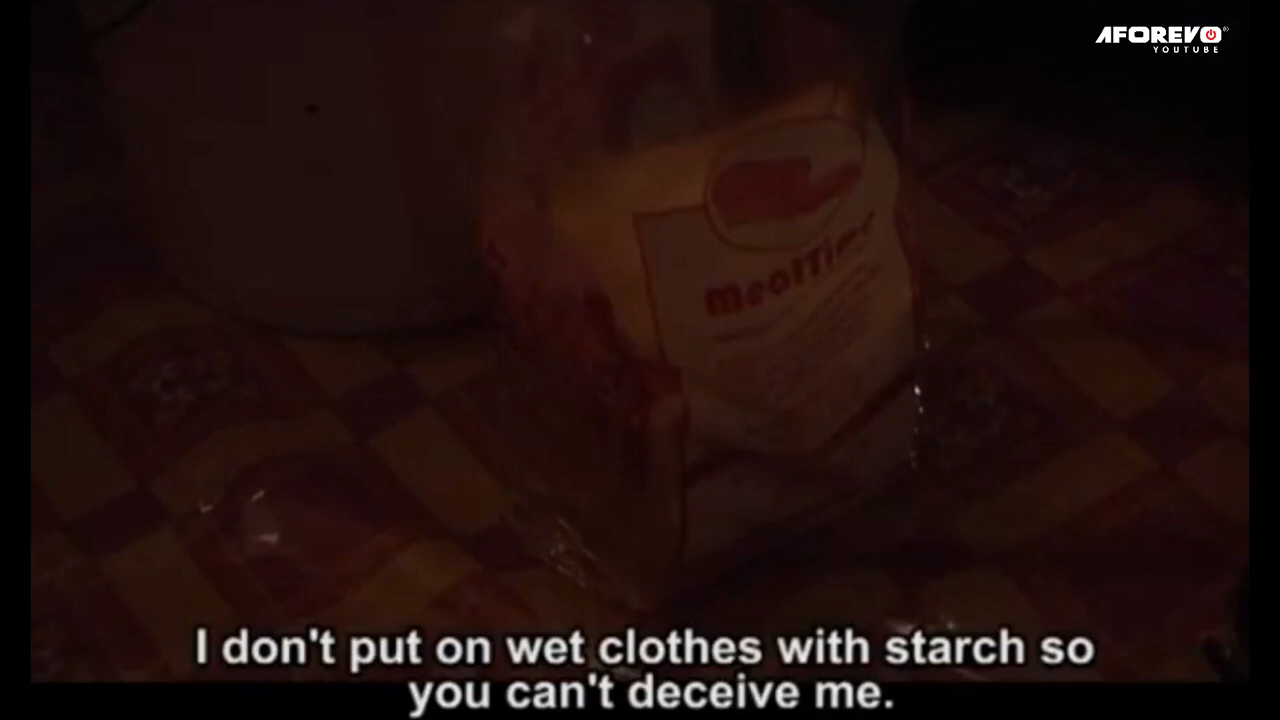 AFOREVO
YOUTUBE
MealTime
I don't put on wet clothes with starch so
you can't deceive me.